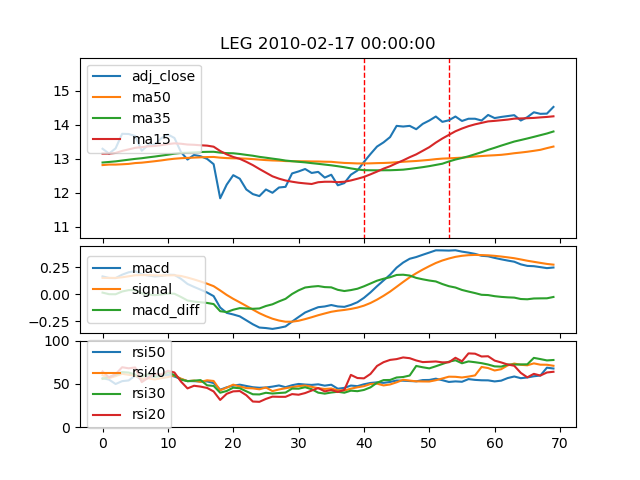 LEG 2010-02-17 00:00:00
15
14
13
12
11
adj_close
ma50
ma35
ma15
0.25
0.00
−0.25
macd
signal
macd_diff
100
50
0
rsi50
rsi40
rsi30
rsi20
0 10 20 30 40 50 60 70